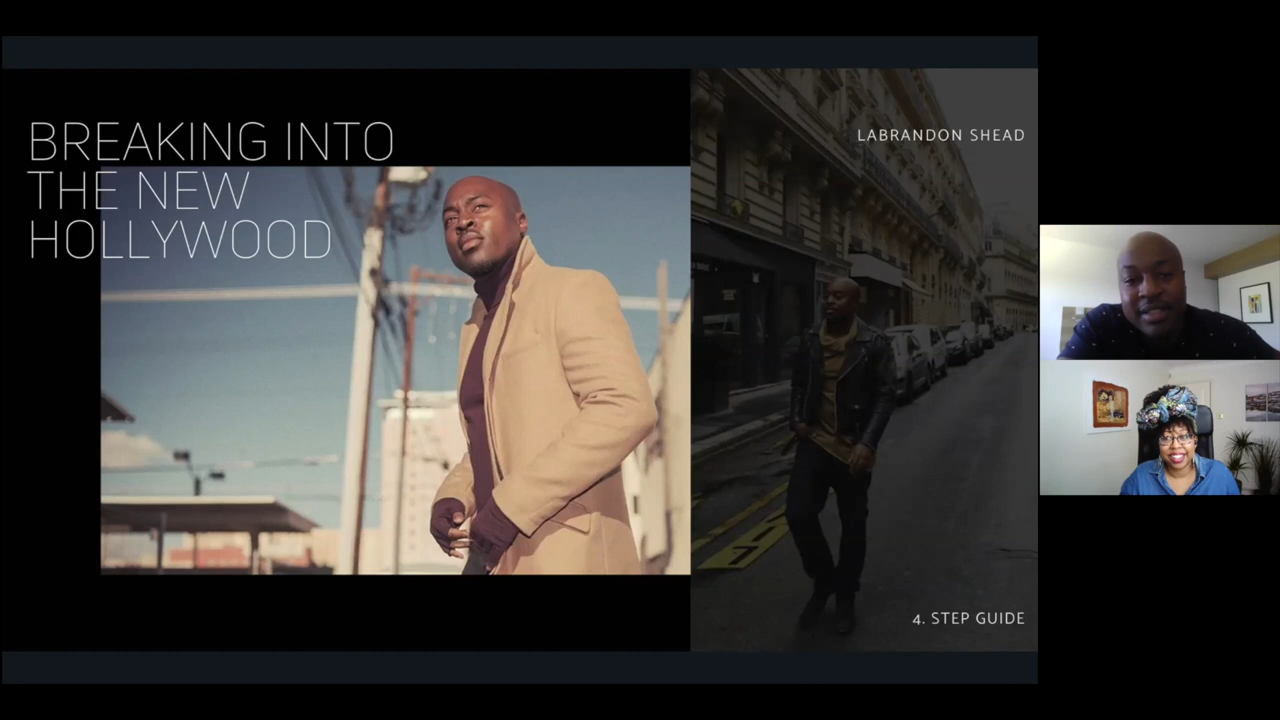 BREAKING INTO
THE NEW
HOLLYWOOD
LABRANDON SHEAD
4. STEP GUIDE